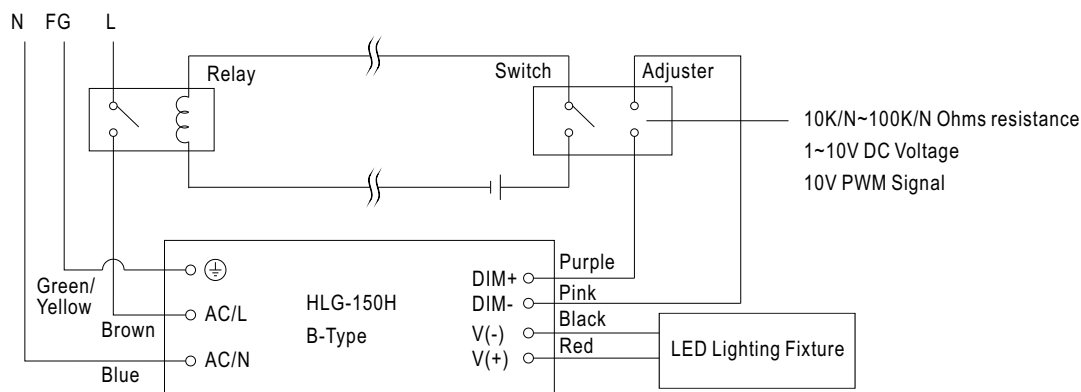 N FG L
Relay
Switch
Adjuster
10K/N~100K/N Ohms resistance
1~10V DC Voltage
10V PWM Signal
Green/
Yellow
Brown
Blue
AC/L
AC/N
HLG-150H
B-Type
DIM+
DIM-
V(-)
V(+)
Purple
Pink
Black
Red
LED Lighting Fixture